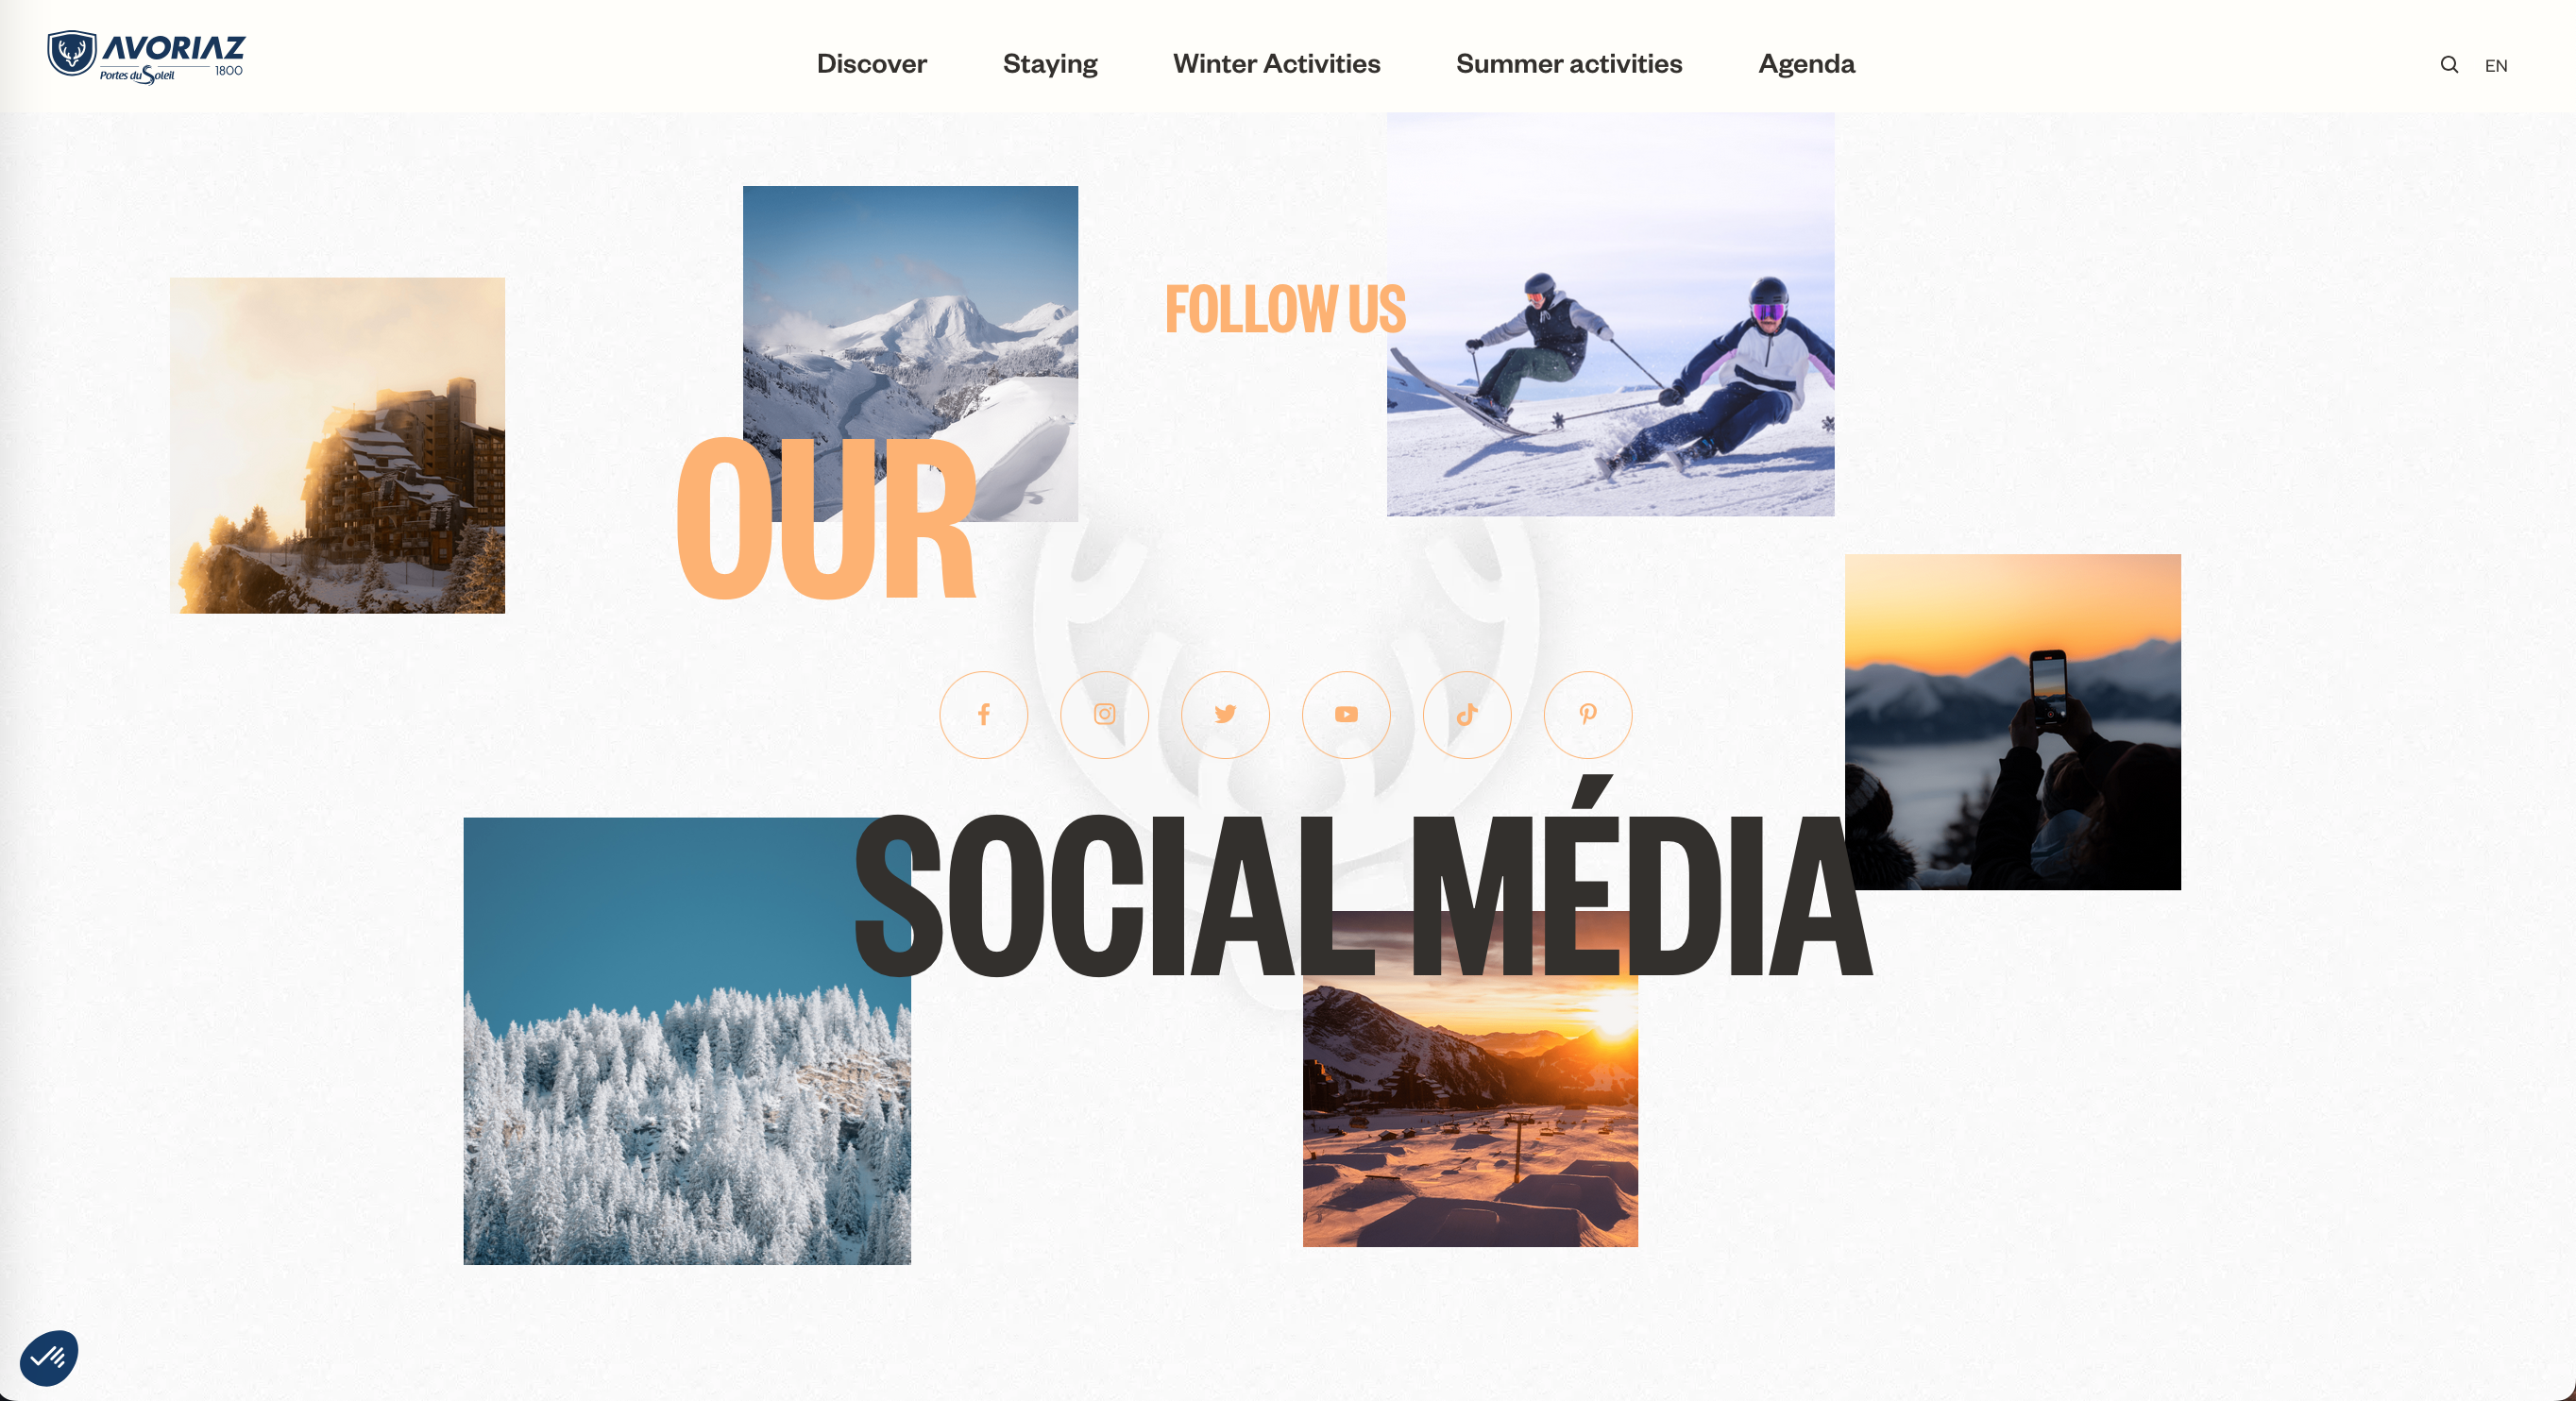 AVORIAZ
Portes du Soleil 1800
Discover Staying Winter Activities Summer activities Agenda
EN
FOLLOW US
OUR
SOCIAL MÉDIA